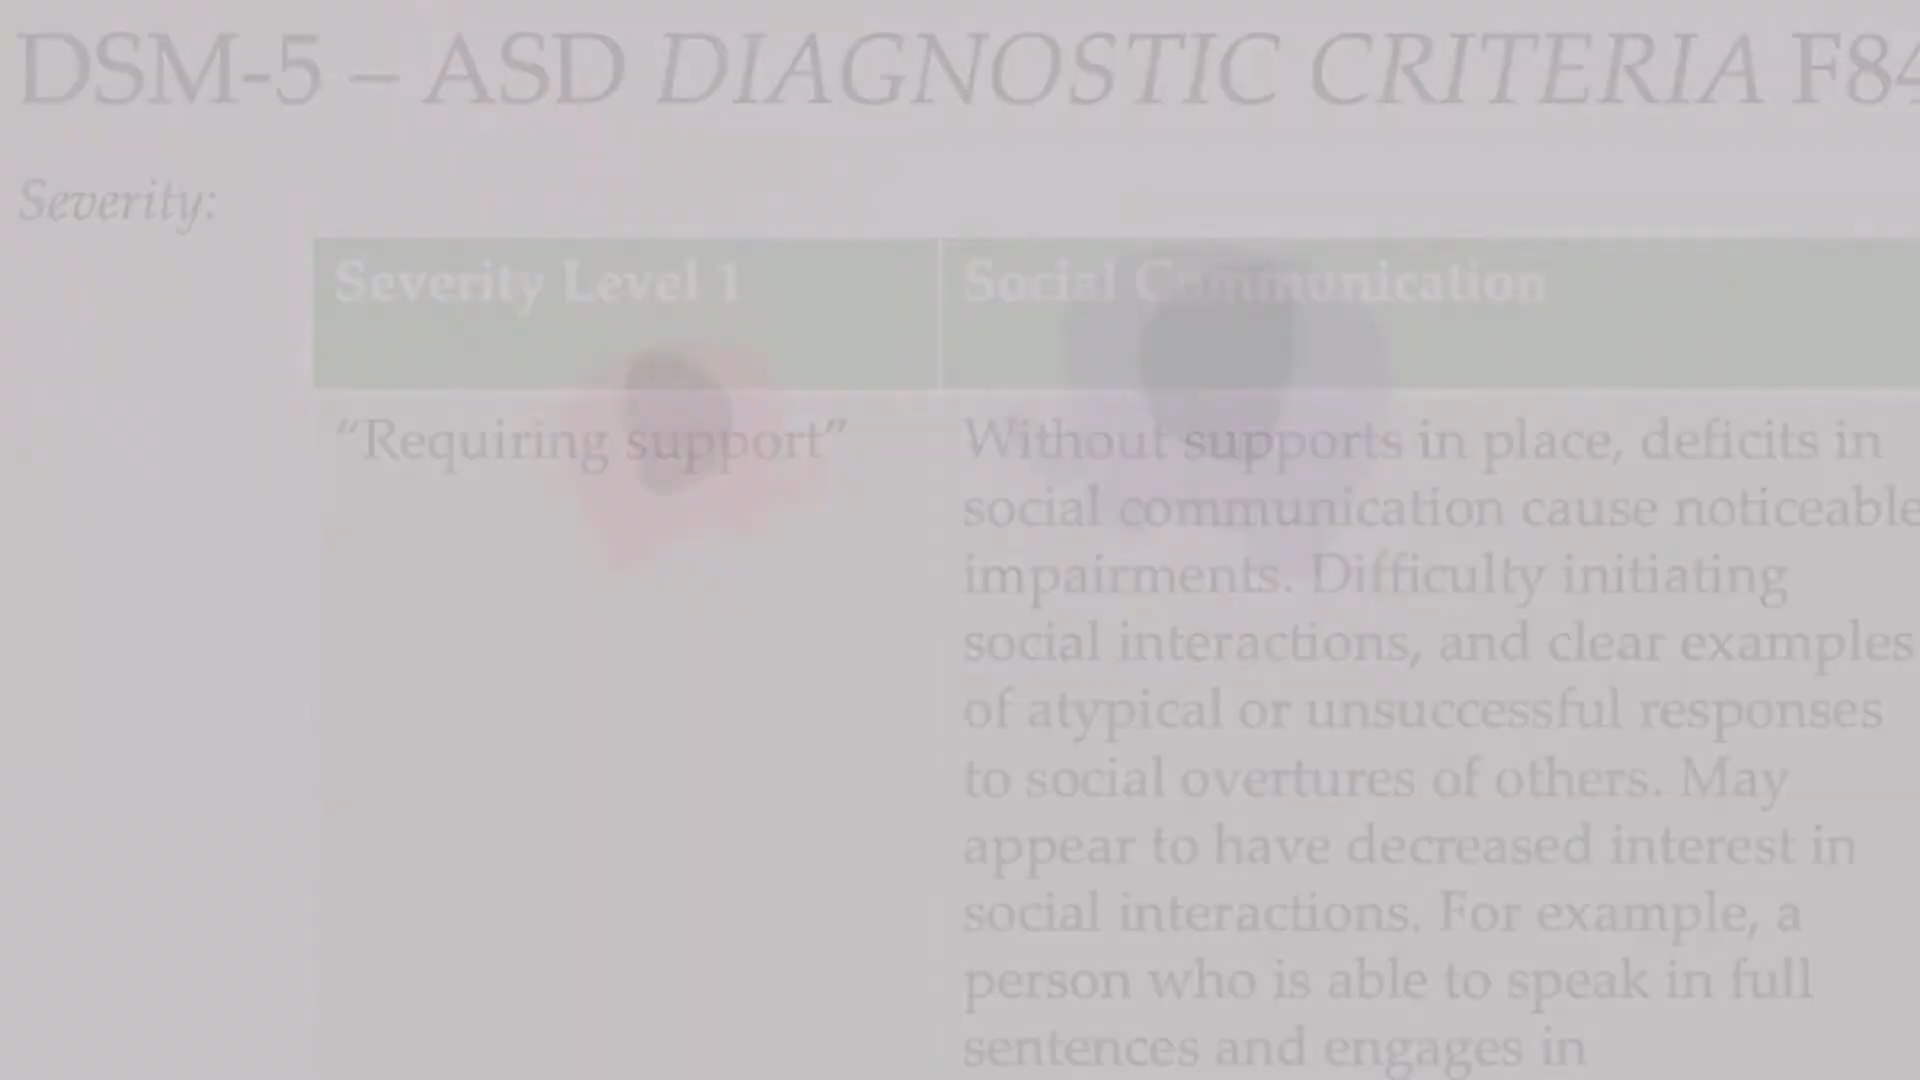 DSM-5 – ASD DIAGNOSTIC CRITERIA F84
Severity:
Severity Level 1
Social Communication
“Requiring support”
Without supports in place, deficits in
social communication cause noticeable
impairments. Difficulty initiating
social interactions, and clear examples
of atypical or unsuccessful responses
to social overtures of others. May
appear to have decreased interest in
social interactions. For example, a
person who is able to speak in full
sentences and engages in